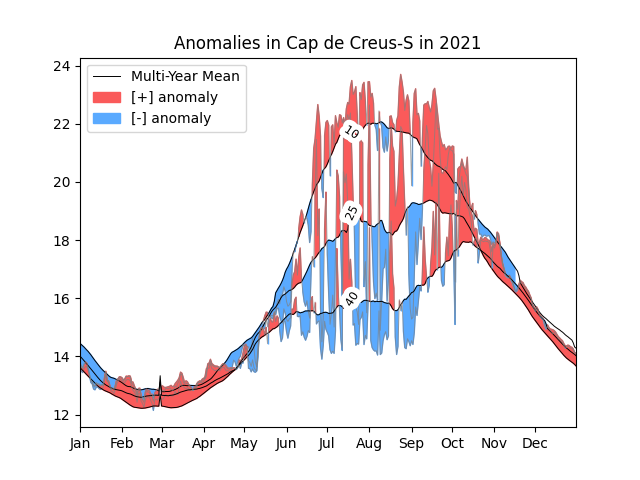 Anomalies in Cap de Creus-S in 2021
Multi-Year Mean
[+] anomaly
[-] anomaly
24
22
20
18
16
14
12
10
25
40
Jan Feb Mar Apr May Jun Jul Aug Sep Oct Nov Dec